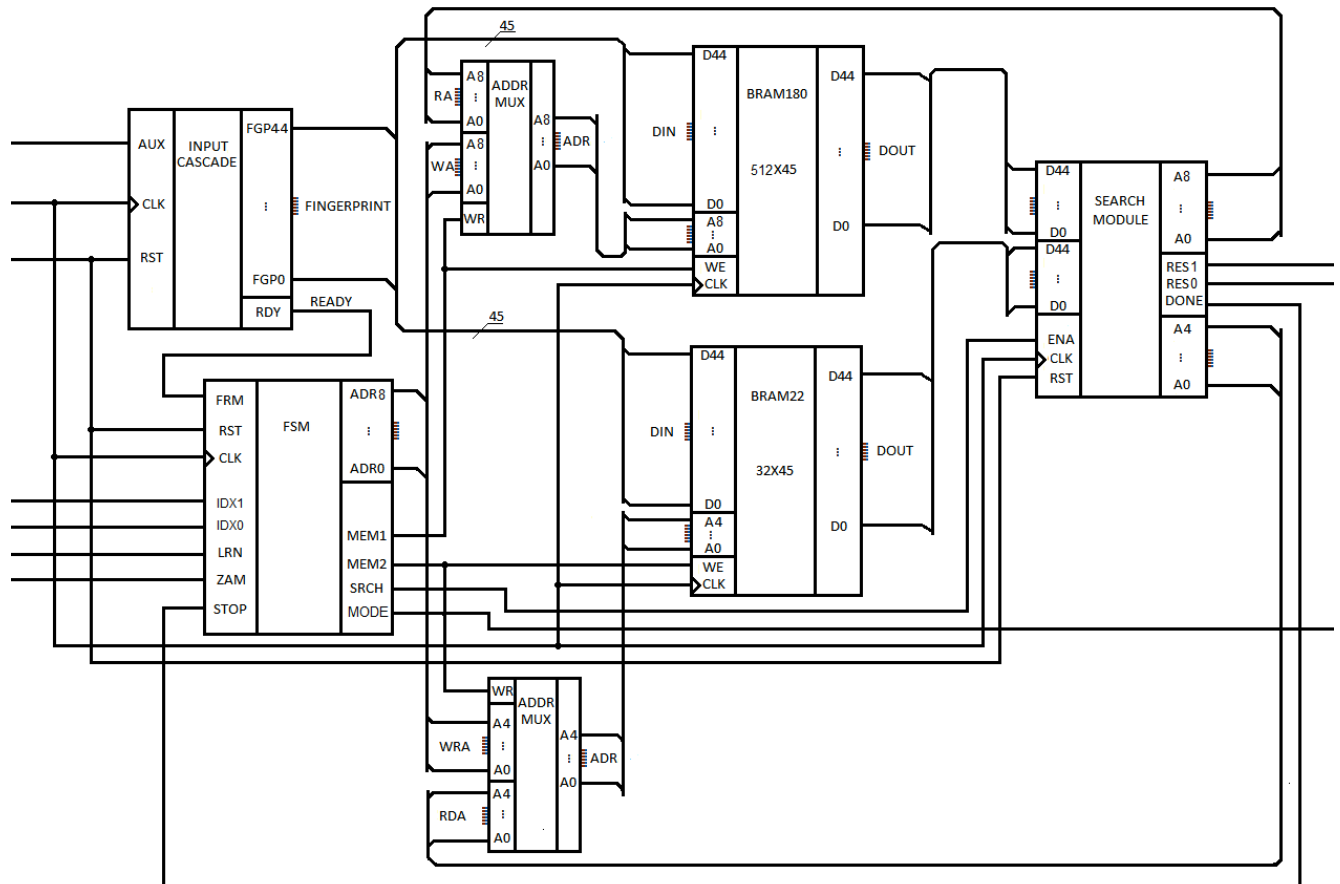 45
AUX
CLK
RST
INPUT
CASCADE
FGP44
⋮
FGP0
RDY
FINGERPRINT
READY
RA
WA
A8
⋮
A0
A8
⋮
A0
WR
ADDR
MUX
A8
⋮
A0
ADR
DIN
D44
⋮
D0
A8
⋮
A0
WE
CLK
BRAM180
512X45
D44
⋮
D0
DOUT
D44
⋮
D0
D44
⋮
D0
ENA
CLK
RST
SEARCH
MODULE
A8
⋮
A0
RES1
RES0
DONE
A4
⋮
A0
45
FRM
RST
CLK
IDX1
IDX0
LRN
ZAM
STOP
FSM
ADR8
⋮
ADR0
MEM1
MEM2
SRCH
MODE
DIN
D44
⋮
D0
A4
⋮
A0
WE
CLK
BRAM22
32X45
D44
⋮
D0
DOUT
WRA
RDA
WR
A4
⋮
A0
A4
⋮
A0
ADDR
MUX
A4
⋮
A0
ADR